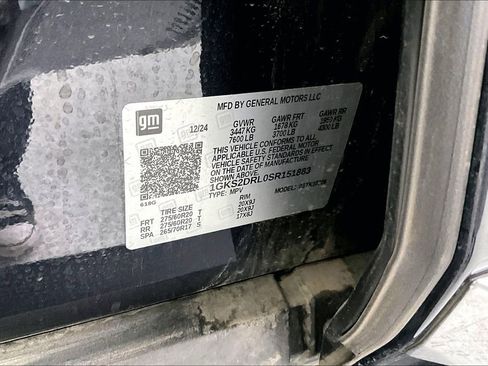 gm
MFD BY GENERAL MOTORS LLC
12/24 GVWR GAWR FRT GAWR RR
3447 KG 1678 KG KG
7600 LB 3700 LB LB
THIS VEHICLE CONFORMS TO ALL
APPLICABLE U.S. FEDERAL MOTOR
VEHICLE SAFETY STANDARDS IN
EFFECT ON THE DATE OF
MANUFACTURE SHOWN ABOVE.
1GKS2DRL0SR151883
TYPE: MPV
TIRE SIZE RIM
FRT 275/60R20 T 20X9J
RR 275/60R20 T 20X9J
SPA 265/70R17 S 17X8J